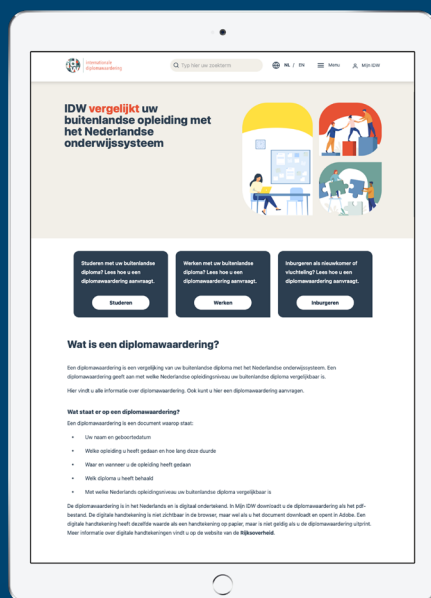 internationale
diplomawaardering
Typ hier uw zoekterm
NL / EN
Menu
Mijn IDW
IDW vergelijkt uw
buitenlandse opleiding met
het Nederlandse
onderwijssysteem
Studeren met uw buitenlandse
diploma? Lees hoe u een
diplomawaardering aanvraagt.
Studeren
Werken met uw buitenlandse
diploma? Lees hoe u een
diplomawaardering aanvraagt.
Werken
Inburgeren als nieuwkomer of
vluchteling? Lees hoe u een
diplomawaardering aanvraagt.
Inburgeren
Wat is een diplomawaardering?
Een diplomawaardering is een vergelijking van uw buitenlandse diploma met het Nederlandse onderwijssysteem. Een
diplomawaardering geeft aan met welke Nederlandse opleidingsniveau uw buitenlandse diploma vergelijkbaar is.
Hier vindt u alle informatie over diplomawaardering. Ook kunt u hier een diplomawaardering aanvragen.
Wat staat er op een diplomawaardering?
Een diplomawaardering is een document waarop staat:
• Uw naam en geboortedatum
• Welke opleiding u heeft gedaan en hoe lang deze duurde
• Waar en wanneer u de opleiding heeft gedaan
• Welk diploma u heeft behaald
• Met welke Nederlands opleidingsniveau uw buitenlandse diploma vergelijkbaar is
De diplomawaardering is in het Nederlands en is digitaal ondertekend. In Mijn IDW downloadt u de diplomawaardering als het pdf-
bestand. De digitale handtekening is niet zichtbaar in de browser, maar wel als u het document downloadt en opent in Adobe. Een
digitale handtekening heeft dezelfde waarde als een handtekening op papier, maar is niet geldig als u de diplomawaardering uitprint.
Meer informatie over digitale handtekeningen vindt u op de website van de Rijksoverheid.